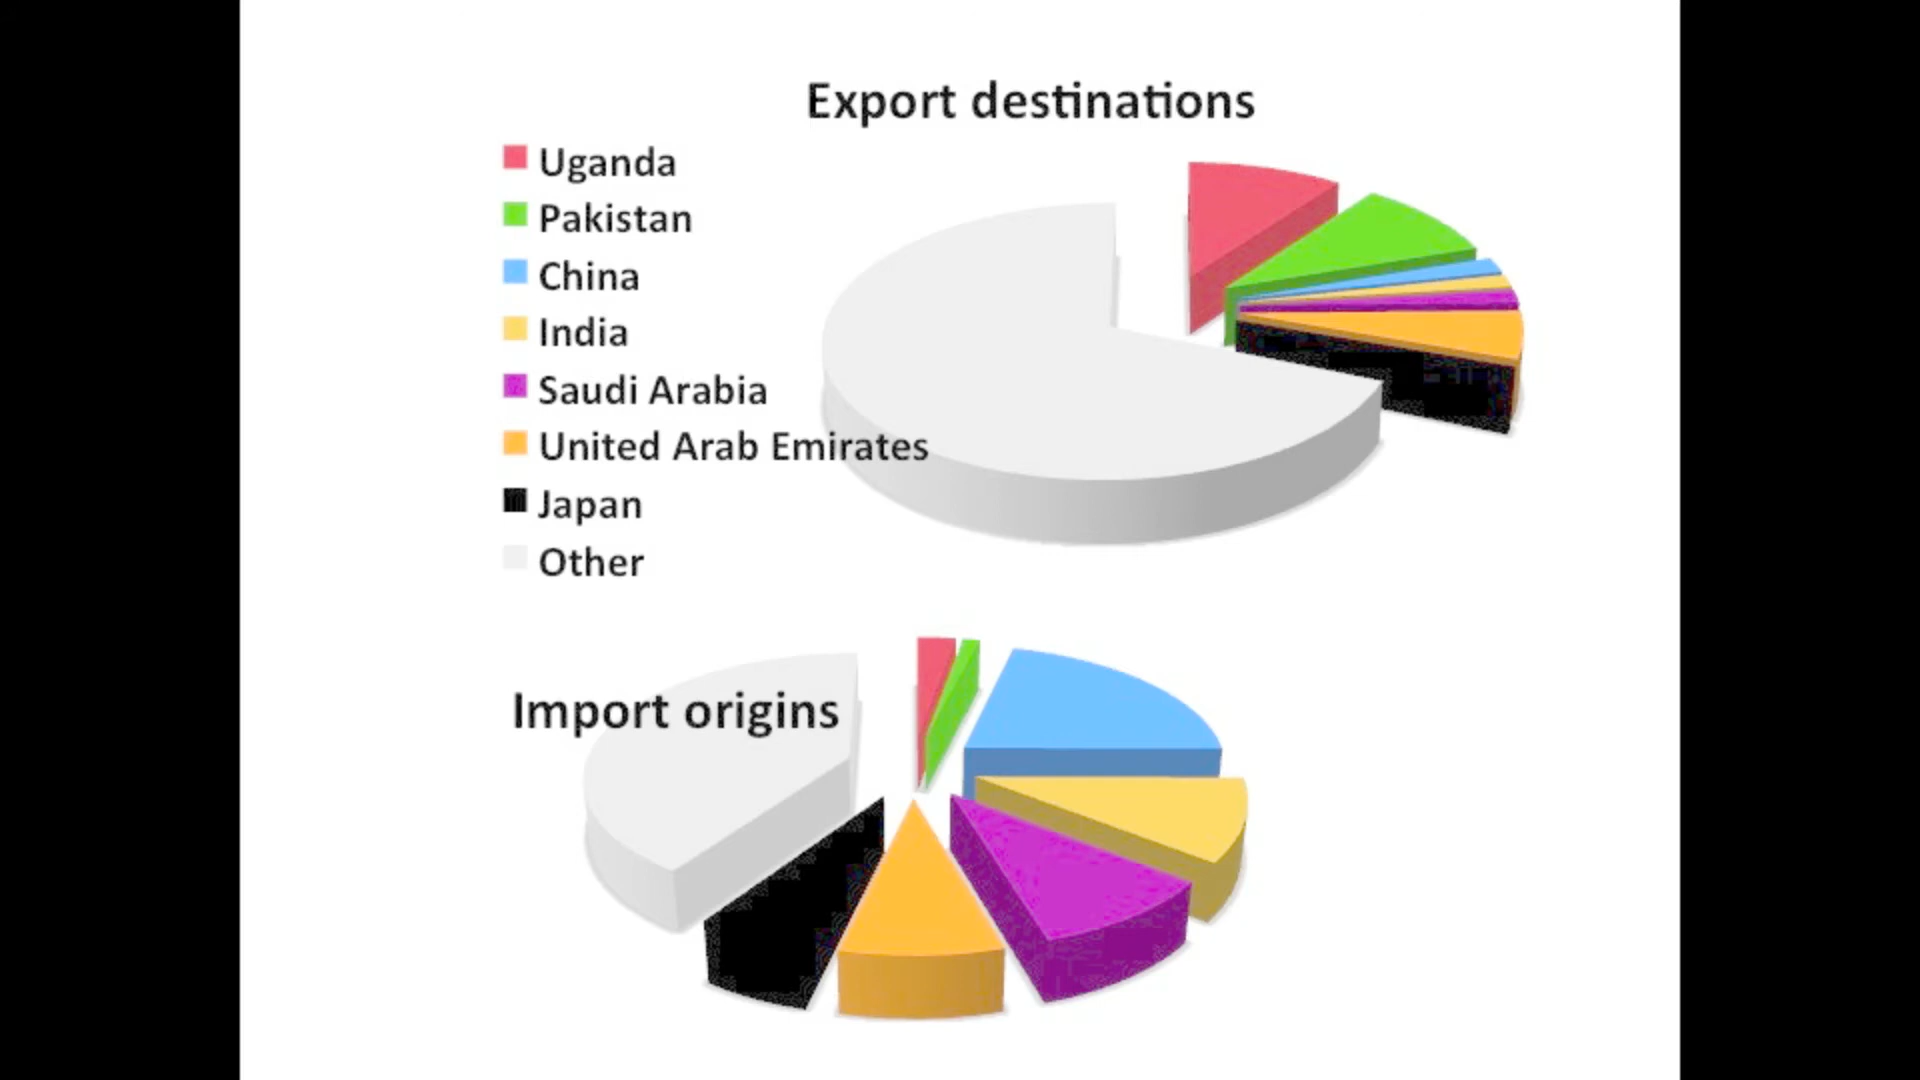 Export destinations
Uganda
Pakistan
China
India
Saudi Arabia
United Arab Emirates
Japan
Other
Import origins